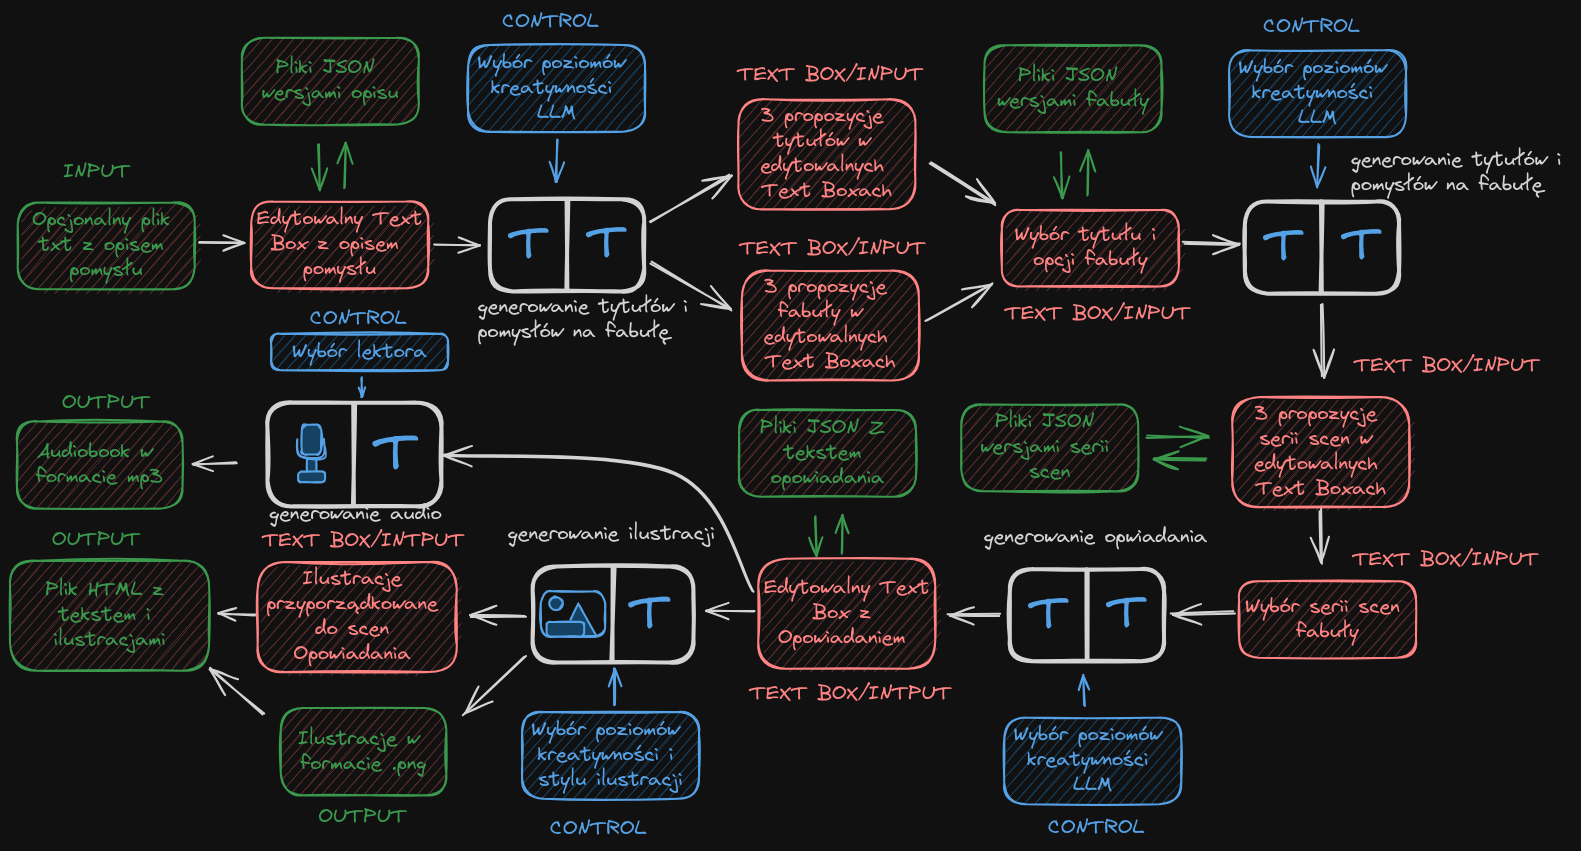 CONTROL
Wybór poziomów
kreatywności
LLM
Pliki JSON
wersjami opisu
INPUT
Opcjonalny plik
txt z opisem
pomysłu
Edytowalny Text
Box z opisem
pomysłu
T T
generowanie tytułów i
pomysłów na fabułę
TEXT BOX/INPUT
3 propozycje
tytułów w
edytowalnych
Text Boxach
TEXT BOX/INPUT
3 propozycje
fabuły w
edytowalnych
Text Boxach
Pliki JSON
wersjami fabuły
Wybór tytułu i
opcji fabuły
TEXT BOX/INPUT
CONTROL
Wybór poziomów
kreatywności
LLM
generowanie tytułów i
pomysłów na fabułę
T T
TEXT BOX/INPUT
3 propozycje
serii scen w
edytowalnych
Text Boxach
Pliki JSON
wersjami serii
scen
TEXT BOX/INPUT
Wybór serii scen
fabuły
generowanie opwiadania
T T
Wybór poziomów
kreatywności
LLM
CONTROL
Pliki JSON Z
tekstem
opowiadania
Edytowalny Text
Box z
Opowiadaniem
TEXT BOX/INTPUT
generowanie ilustracji
T
Wybór poziomów
kreatywności i
stylu ilustracji
CONTROL
CONTROL
Wybór lektora
T
generowanie audio
OUTPUT
Audiobook w
formacie mp3
TEXT BOX/INTPUT
Ilustracje
przyporządkowane
do scen
Opowiadania
OUTPUT
Plik HTML z
tekstem i
ilustracjami
Ilustracje w
formacie .png
OUTPUT